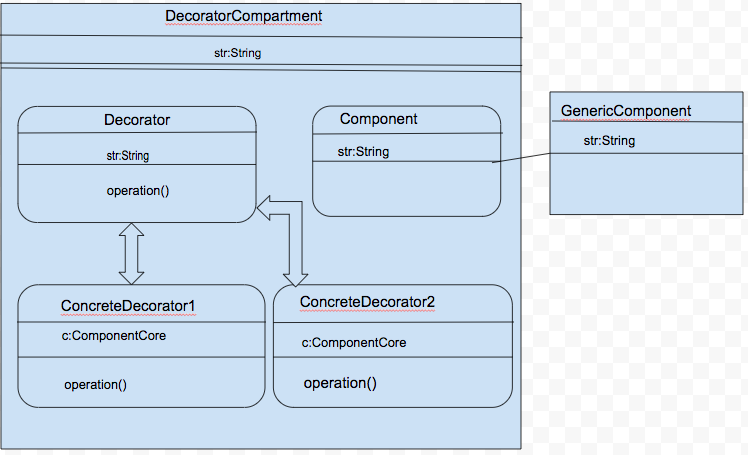 DecoratorCompartment
str:String
Decorator
str:String
operation()
Component
str:String
GenericComponent
str:String
ConcreteDecorator1
c:ComponentCore
operation()
ConcreteDecorator2
c:ComponentCore
operation()